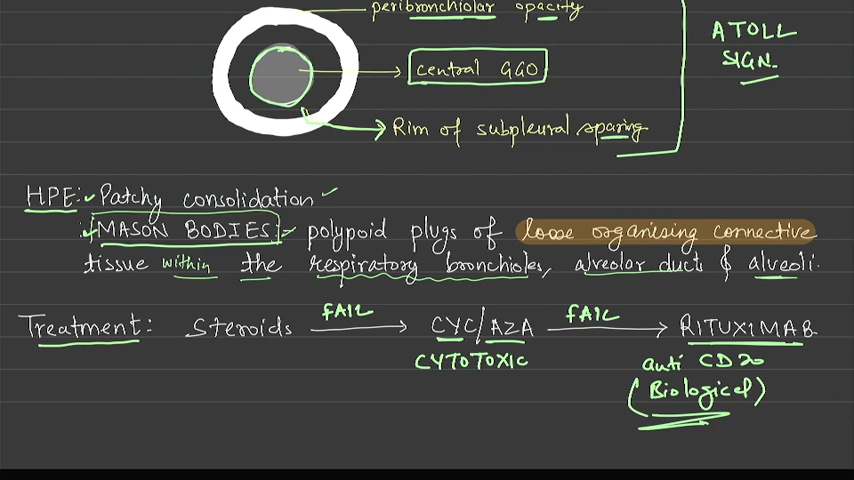 peribronchiolar opacity
ATOLL
SIGN.
central GGO
Rim of subpleural sparing
HPE: Patchy consolidation
MASON BODIES: polypoid plugs of loose organising connective
tissue within the respiratory bronchioles, alveolar duct & alveoli.
Treatment: Steroids FAIL CYC/AZA FAIL RITUXIMAB
CYTOTOXIC anti CD20
(Biological)